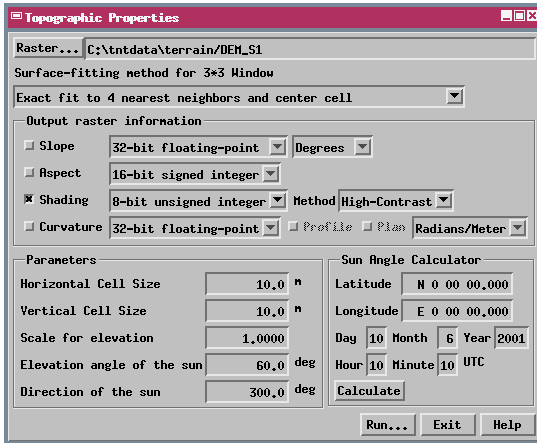 Topographic Properties
Raster... C:\tntdata\terrain/DEM_S1
Surface-fitting method for 3*3 Window
Exact fit to 4 nearest neighbors and center cell
Output raster information
Slope 32-bit floating-point Degrees
Aspect 16-bit signed integer
Shading 8-bit unsigned integer Method High-Contrast
Curvature 32-bit floating-point Profile Plan Radians/Meter
Parameters
Horizontal Cell Size 10.0 m
Vertical Cell Size 10.0 m
Scale for elevation 1.0000
Elevation angle of the sun 60.0 deg
Direction of the sun 300.0 deg
Sun Angle Calculator
Latitude N 0 00 00.000
Longitude E 0 00 00.000
Day 10 Month 6 Year 2001
Hour 10 Minute 10 UTC
Calculate
Run... Exit Help